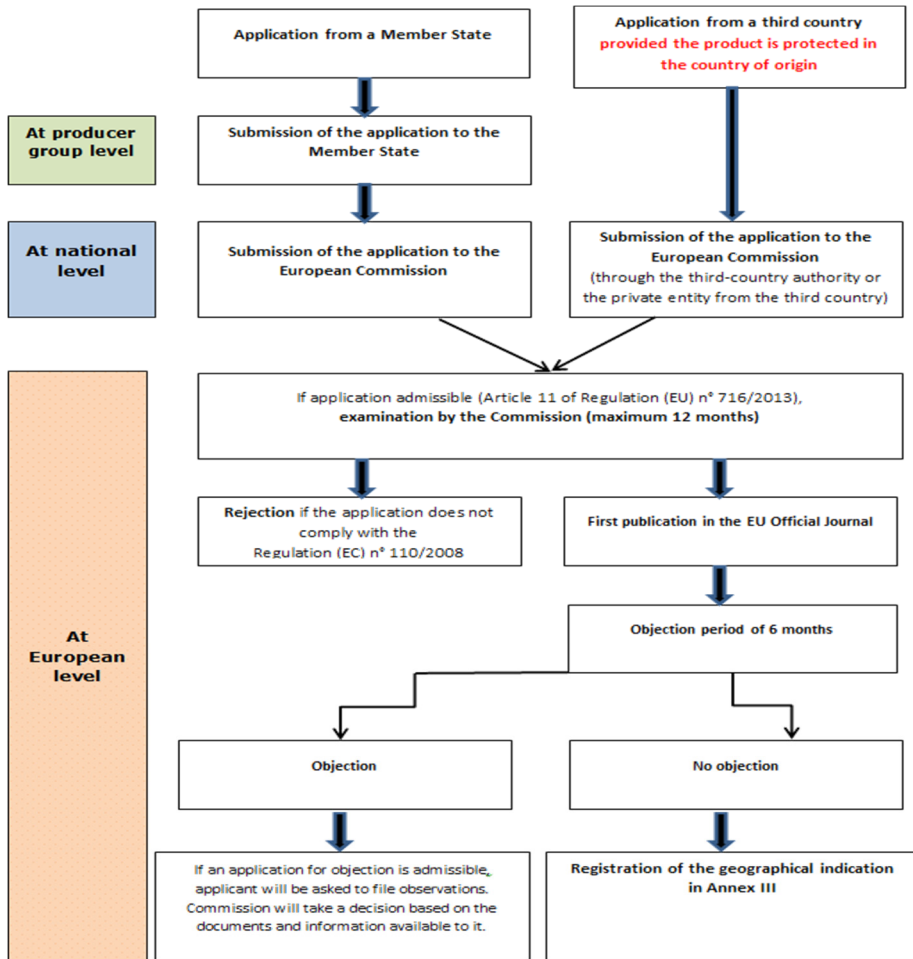 Application from a Member State
Application from a third country
provided the product is protected in
the country of origin
At producer
group level
Submission of the application to the
Member State
At national
level
Submission of the application to the
European Commission
Submission of the application to the
European Commission
(through the third-country authority or
the private entity from the third country)
At
European
level
If application admissible (Article 11 of Regulation (EU) n° 716/2013),
examination by the Commission (maximum 12 months)
Rejection if the application does not
comply with the
Regulation (EC) n° 110/2008
First publication in the EU Official Journal
Objection period of 6 months
Objection
No objection
If an application for objection is admissible,
applicant will be asked to file observations.
Commission will take a decision based on the
documents and information available to it.
Registration of the geographical indication
in Annex III